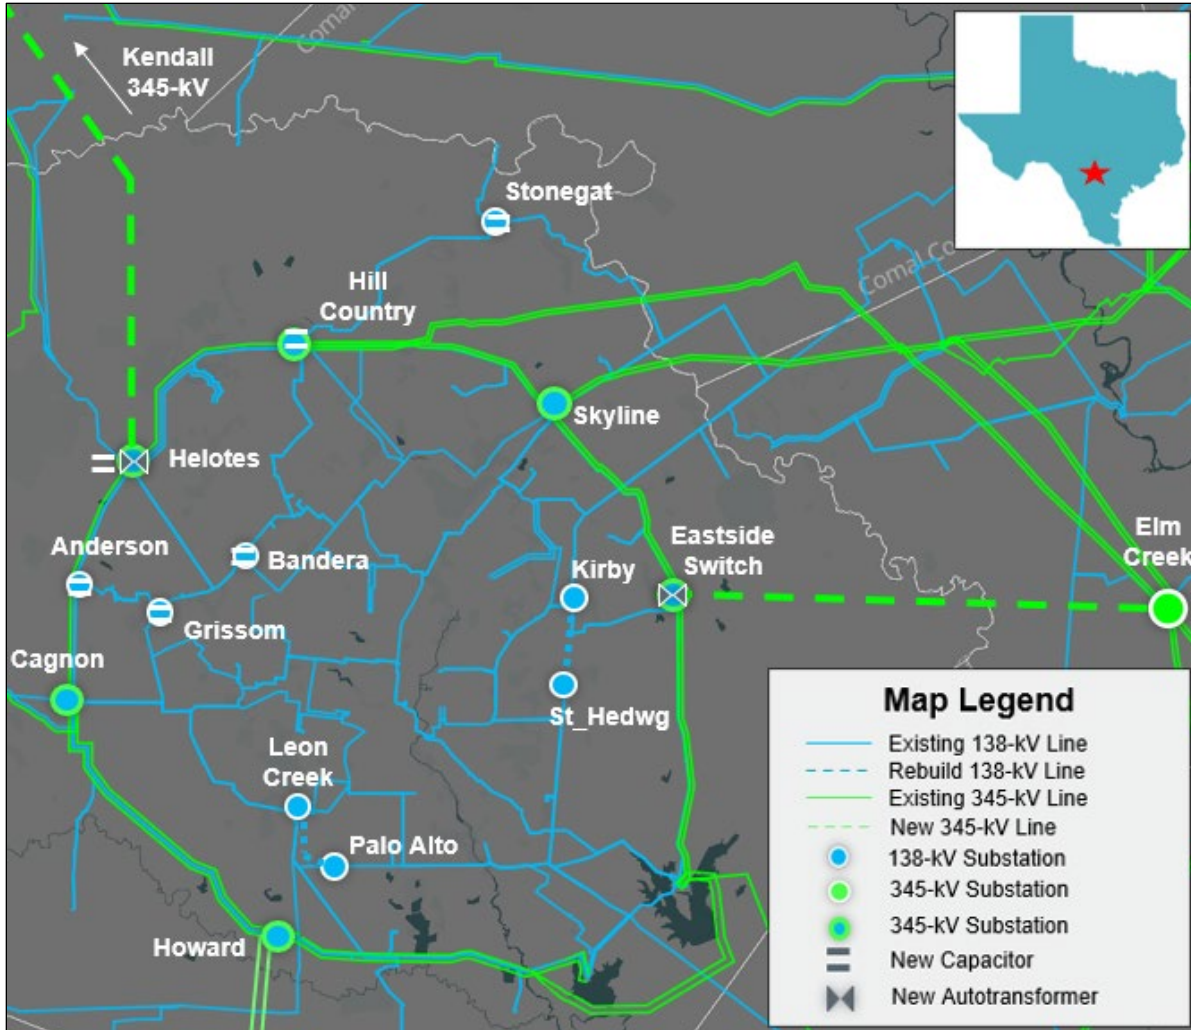 Kendall
345-kV
Comal
Stonegat
Hill
Country
Comal Co
Skyline
Helotes
Elm
Creek
Eastside
Switch
Anderson
Bandera
Kirby
Grissom
Cagnon
St_Hedwg
Leon
Creek
Palo Alto
Howard
Map Legend
Existing 138-kV Line
Rebuild 138-kV Line
Existing 345-kV Line
New 345-kV Line
138-kV Substation
345-kV Substation
345-kV Substation
New Capacitor
New Autotransformer